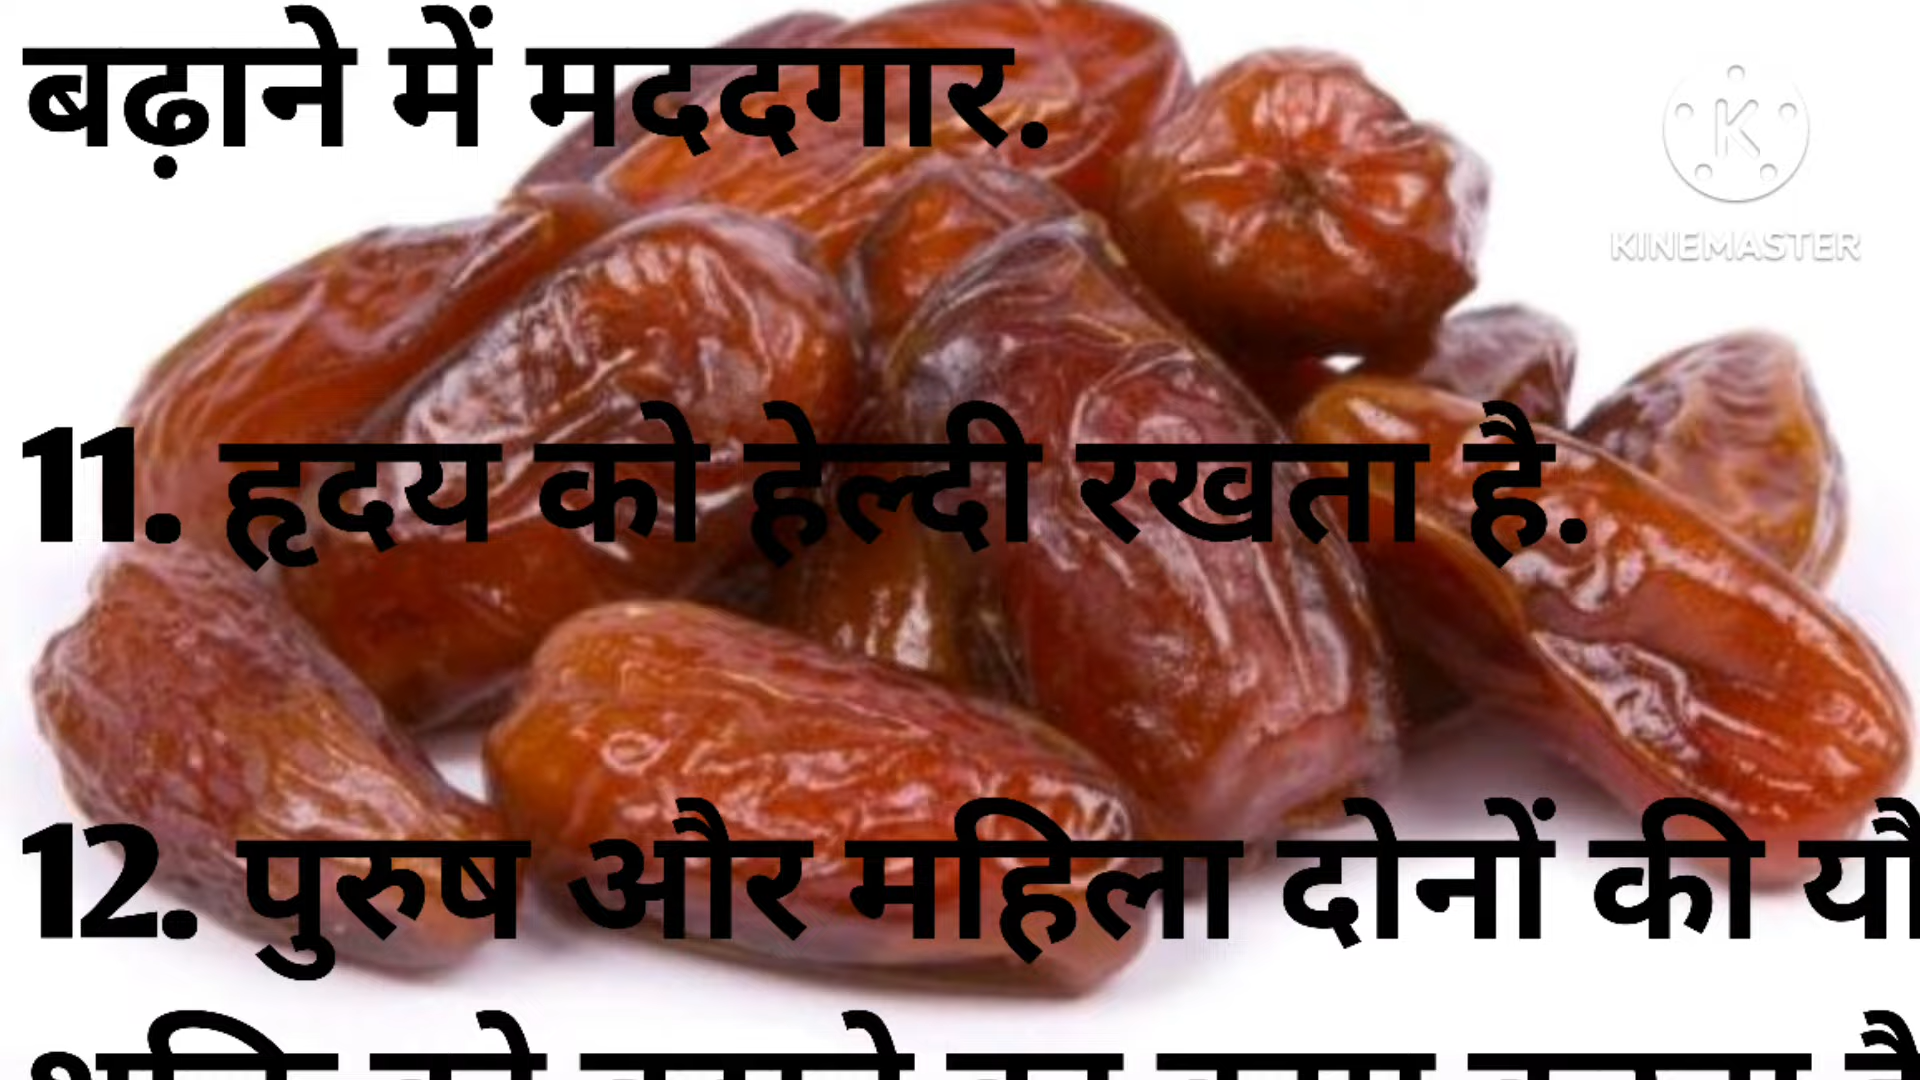 बढ़ाने में मददगार.
KINEMASTER
11. हृदय को हेल्दी रखता है.
12. पुरुष और महिला दोनों की